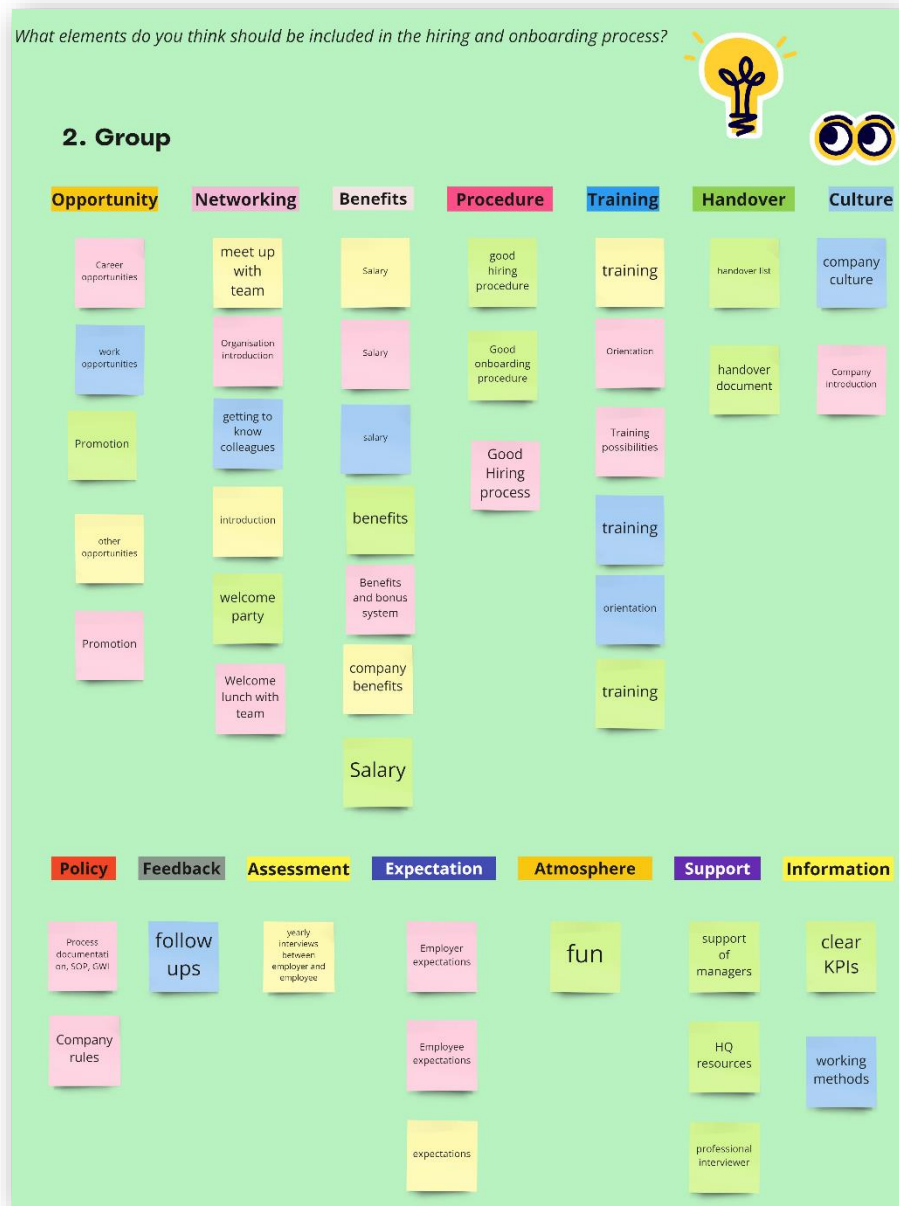 What elements do you think should be included in the hiring and onboarding process?
2. Group
Opportunity
Career
opportunities
work
opportunities
Promotion
other
opportunities
Promotion
Networking
meet up
with
team
Organisation
introduction
getting to
know
colleagues
introduction
welcome
party
Welcome
lunch with
team
Benefits
Salary
Salary
salary
benefits
Benefits
and bonus
system
company
benefits
Salary
Procedure
good
hiring
procedure
Good
onboarding
procedure
Good
Hiring
process
Training
training
Orientation
Training
possibilities
training
orientation
training
Handover
handover list
handover
document
Culture
company
culture
Company
introduction
Policy
Process
documentati
on, SOP, GWI
Company
rules
Feedback
follow
ups
Assessment
yearly
interviews
between
employer and
employee
Expectation
Employer
expectations
Employee
expectations
expectations
Atmosphere
fun
Support
support
of
managers
HQ
resources
professional
interviewer
Information
clear
KPIs
working
methods